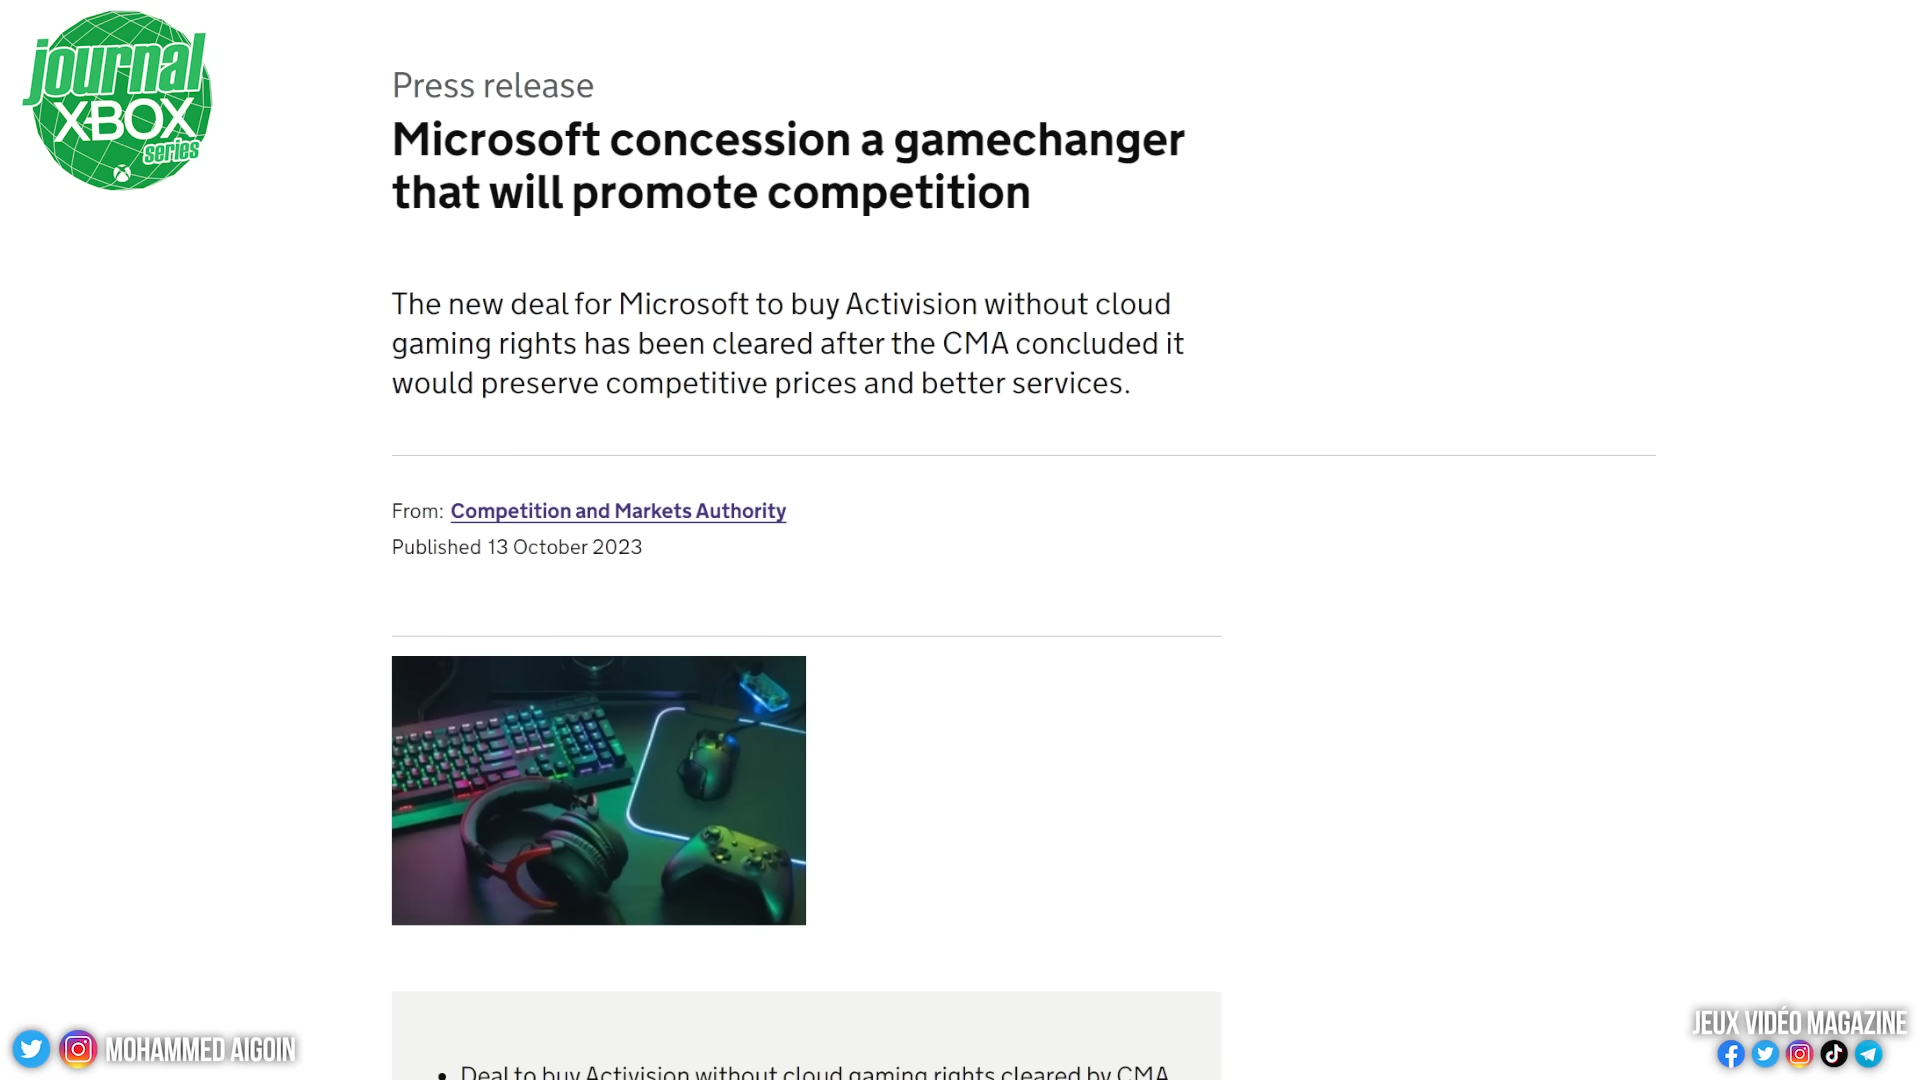 journal
XBOX
series
Press release
Microsoft concession a gamechanger
that will promote competition
The new deal for Microsoft to buy Activision without cloud
gaming rights has been cleared after the CMA concluded it
would preserve competitive prices and better services.
From: Competition and Markets Authority
Published 13 October 2023
• Deal to buy Activision without cloud gaming rights cleared by CMA
MOHAMMED AIGOIN
JEUX VIDÉO MAGAZINE